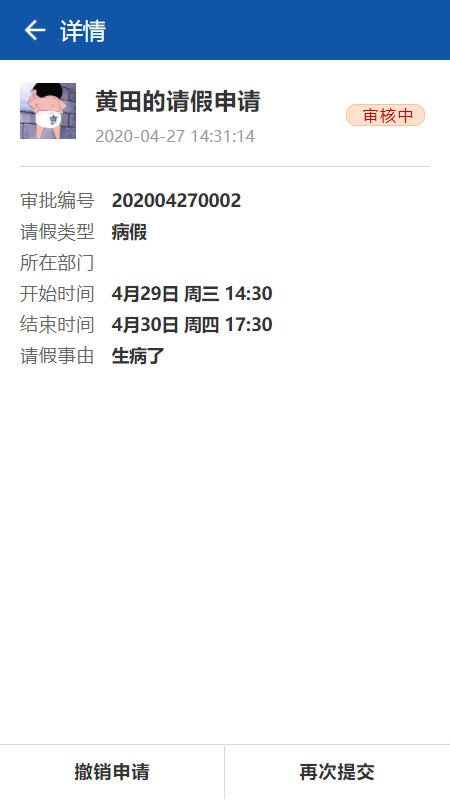 详情
黄田的请假申请
审核中
2020-04-27 14:31:14
审批编号 202004270002
请假类型 病假
所在部门
开始时间 4月29日 周三 14:30
结束时间 4月30日 周四 17:30
请假事由 生病了
撤销申请 再次提交